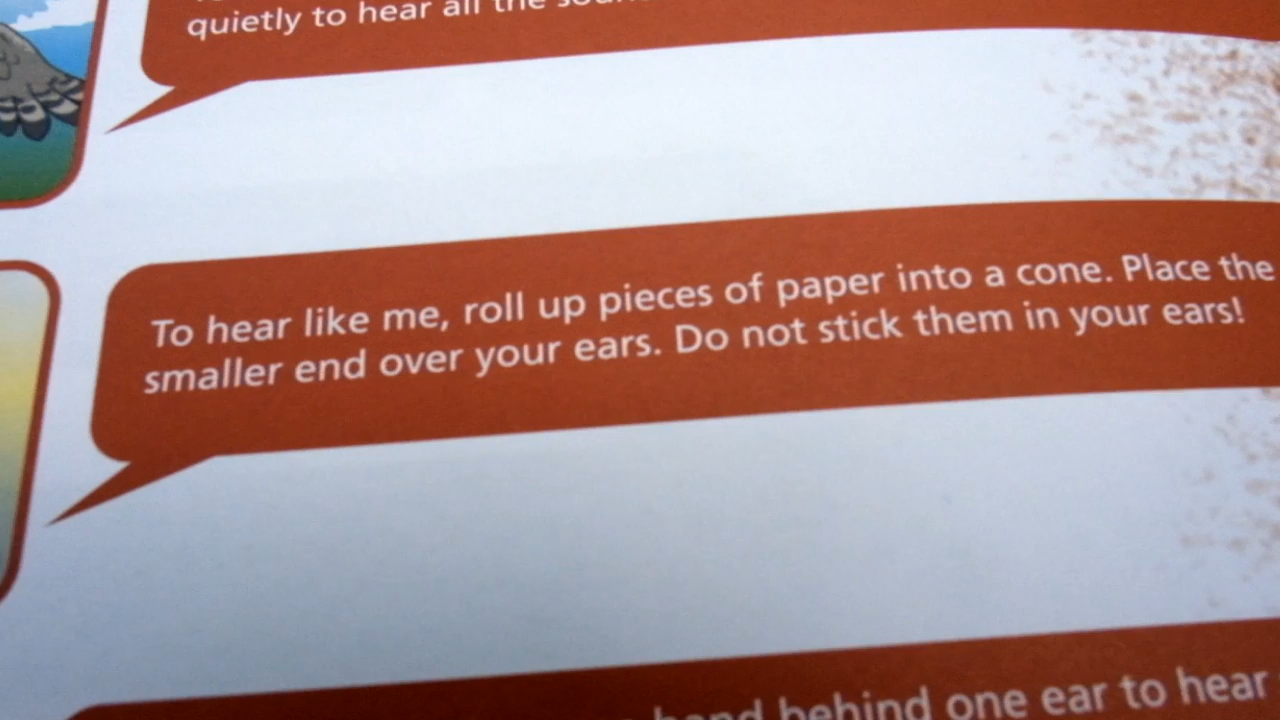 quietly to hear all the
To hear like me, roll up pieces of paper into a cone. Place the
smaller end over your ears. Do not stick them in your ears!
hand behind one ear to hear